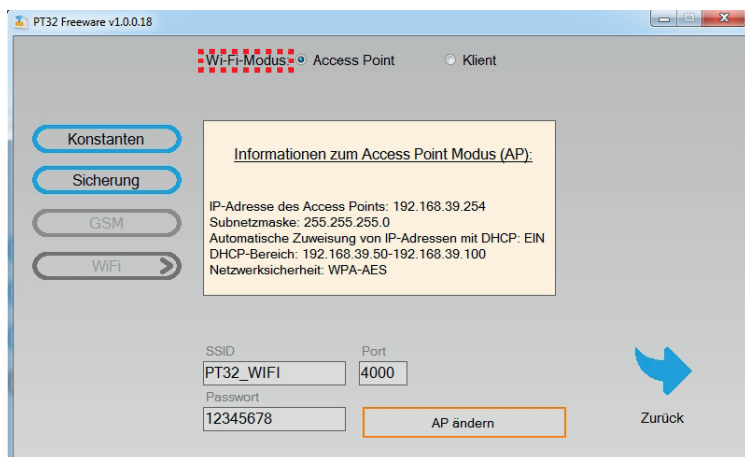 PT32 Freeware v1.0.0.18
Wi-Fi-Modus: Access Point Klient
Konstanten
Sicherung
GSM
WiFi
Informationen zum Access Point Modus (AP):
IP-Adresse des Access Points: 192.168.39.254
Subnetzmaske: 255.255.255.0
Automatische Zuweisung von IP-Adressen mit DHCP: EIN
DHCP-Bereich: 192.168.39.50-192.168.39.100
Netzwerksicherheit: WPA-AES
SSID Port
PT32_WIFI 4000
Passwort
12345678
AP ändern
Zurück